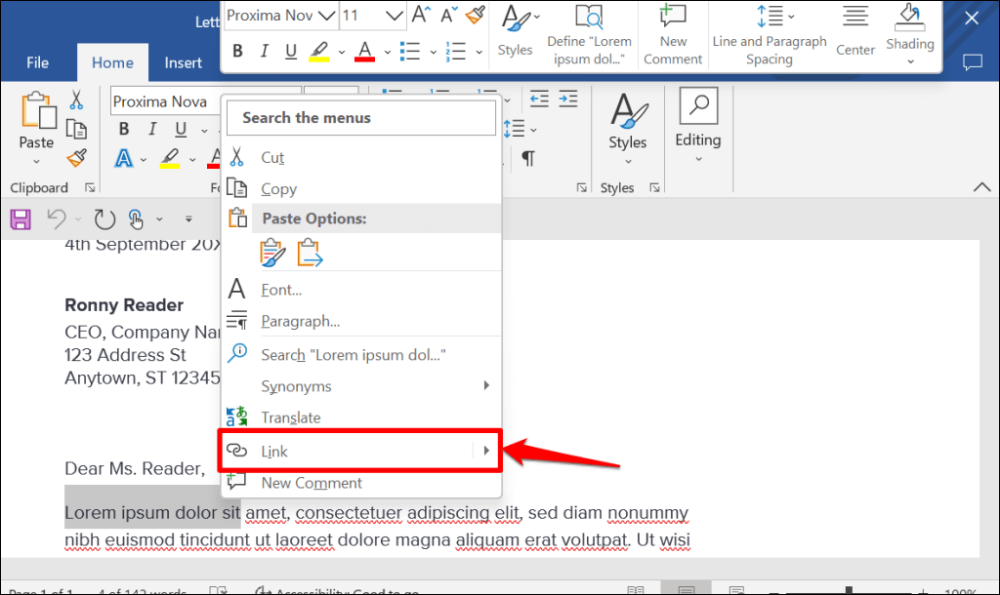 Lett
Proxima Nov 11
B I U A
Styles
Define "Lorem
ipsum dol..."
New
Comment
Line and Paragraph
Spacing
Center
Shading
File Home Insert
Paste
Clipboard
Proxima Nova
B I U
A
Styles
Editing
Styles
Search the menus
Cut
Copy
Paste Options:
Font...
Paragraph...
Search "Lorem ipsum dol..."
Synonyms
Translate
Link
New Comment
4th September 20X
Ronny Reader
CEO, Company Na
123 Address St
Anytown, ST 12345
Dear Ms. Reader,
Lorem ipsum dolor sit amet, consectetuer adipiscing elit, sed diam nonummy
nibh euismod tincidunt ut laoreet dolore magna aliquam erat volutpat. Ut wisi
Page 1 of 1 4 of 143 words Accessibility: Good to go 100%